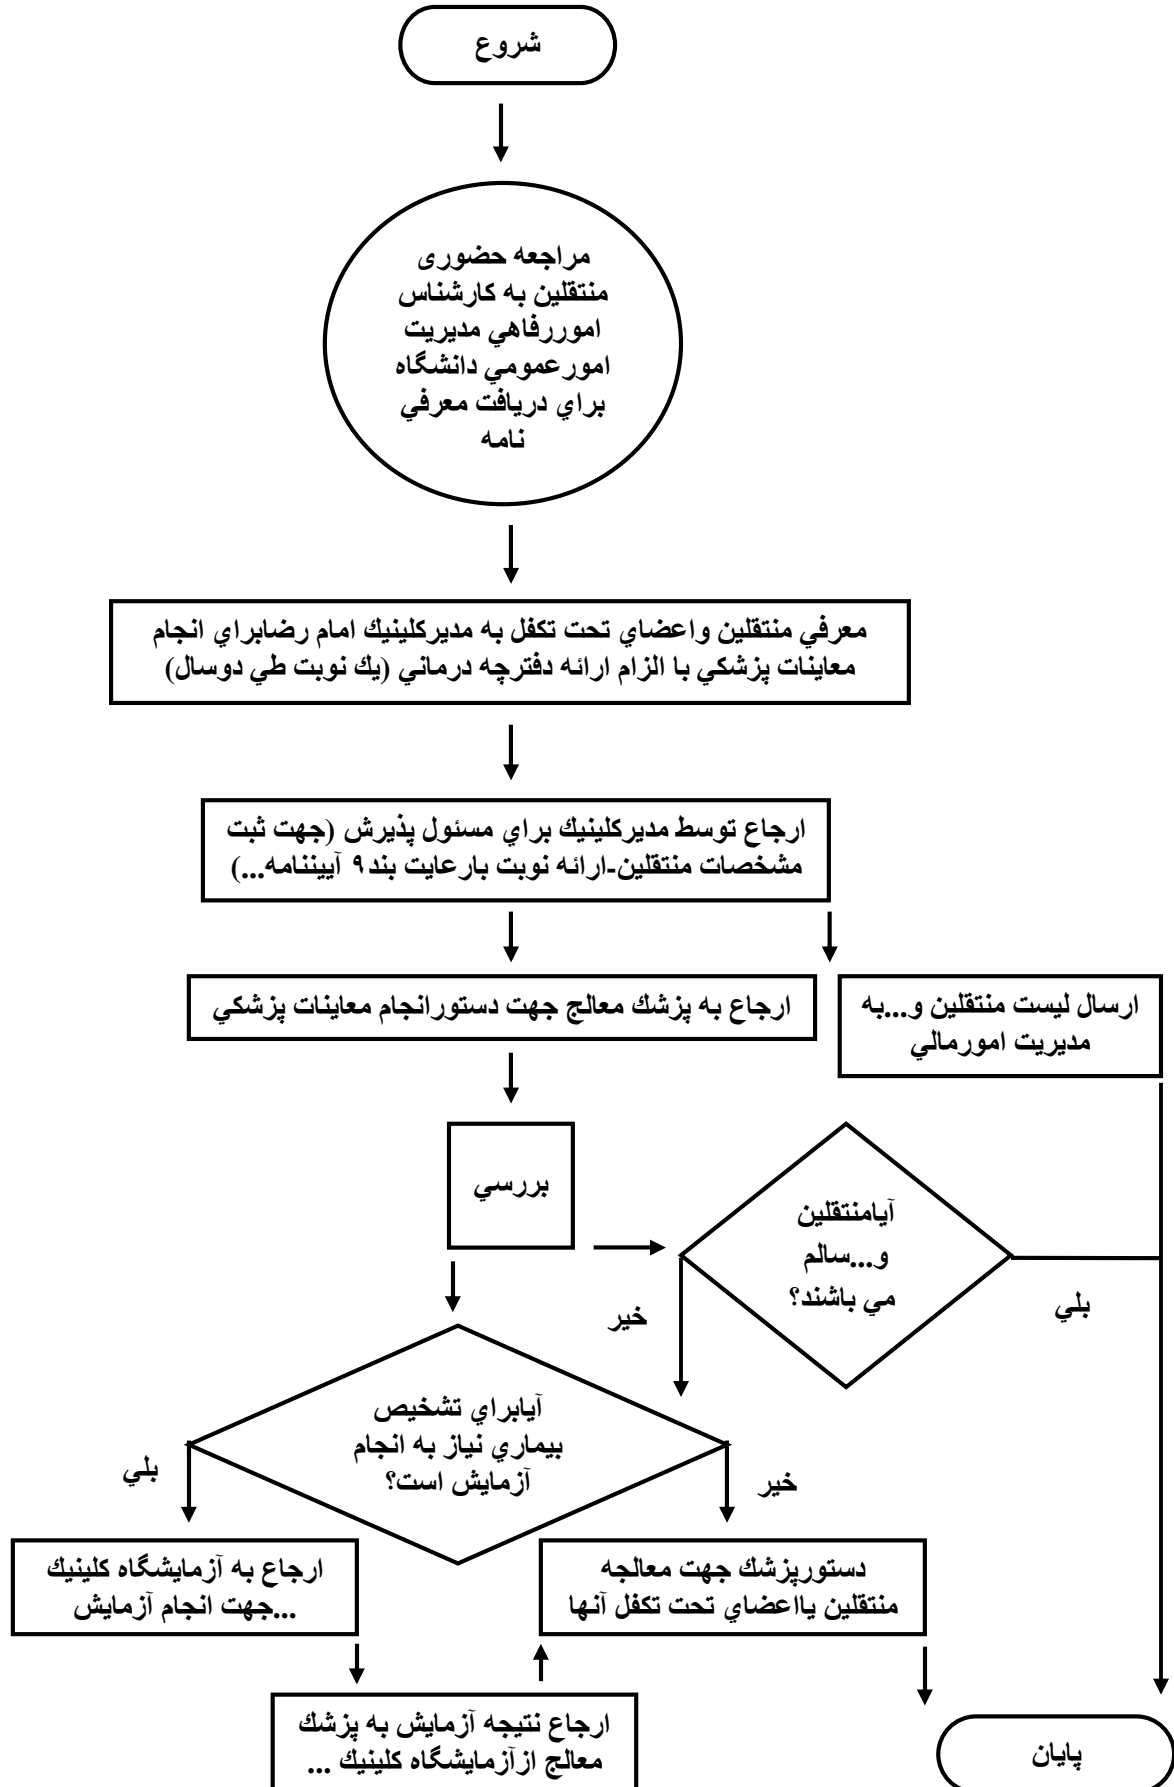 شروع
مراجعه حضوری
منتقلين به كارشناس
اموررفاهي مديريت
امورعمومي دانشگاه
براي دريافت معرفي
نامه
معرفي منتقلين واعضاي تحت تكفل به مديركلينيك امام رضابراي انجام
معاينات پزشكي با الزام ارائه دفترچه درماني (يك نوبت طي دوسال)
ارجاع توسط مديركلينيك براي مسئول پذيرش (جهت ثبت
مشخصات منتقلين-ارائه نوبت بارعايت بند۹ آييننامه...)
ارجاع به پزشك معالج جهت دستورانجام معاينات پزشكي
ارسال ليست منتقلين و...به
مديريت امورمالي
بررسي
آيامنتقلين
و...سالم
مي باشند؟
بلي
خير
آيابراي تشخيص
بيماري نياز به انجام
آزمايش است؟
بلي
خير
ارجاع به آزمايشگاه كلينيك
...جهت انجام آزمايش
دستورپزشك جهت معالجه
منتقلين يااعضاي تحت تكفل آنها
ارجاع نتيجه آزمايش به پزشك
معالج ازآزمايشگاه كلينيك ...
پايان